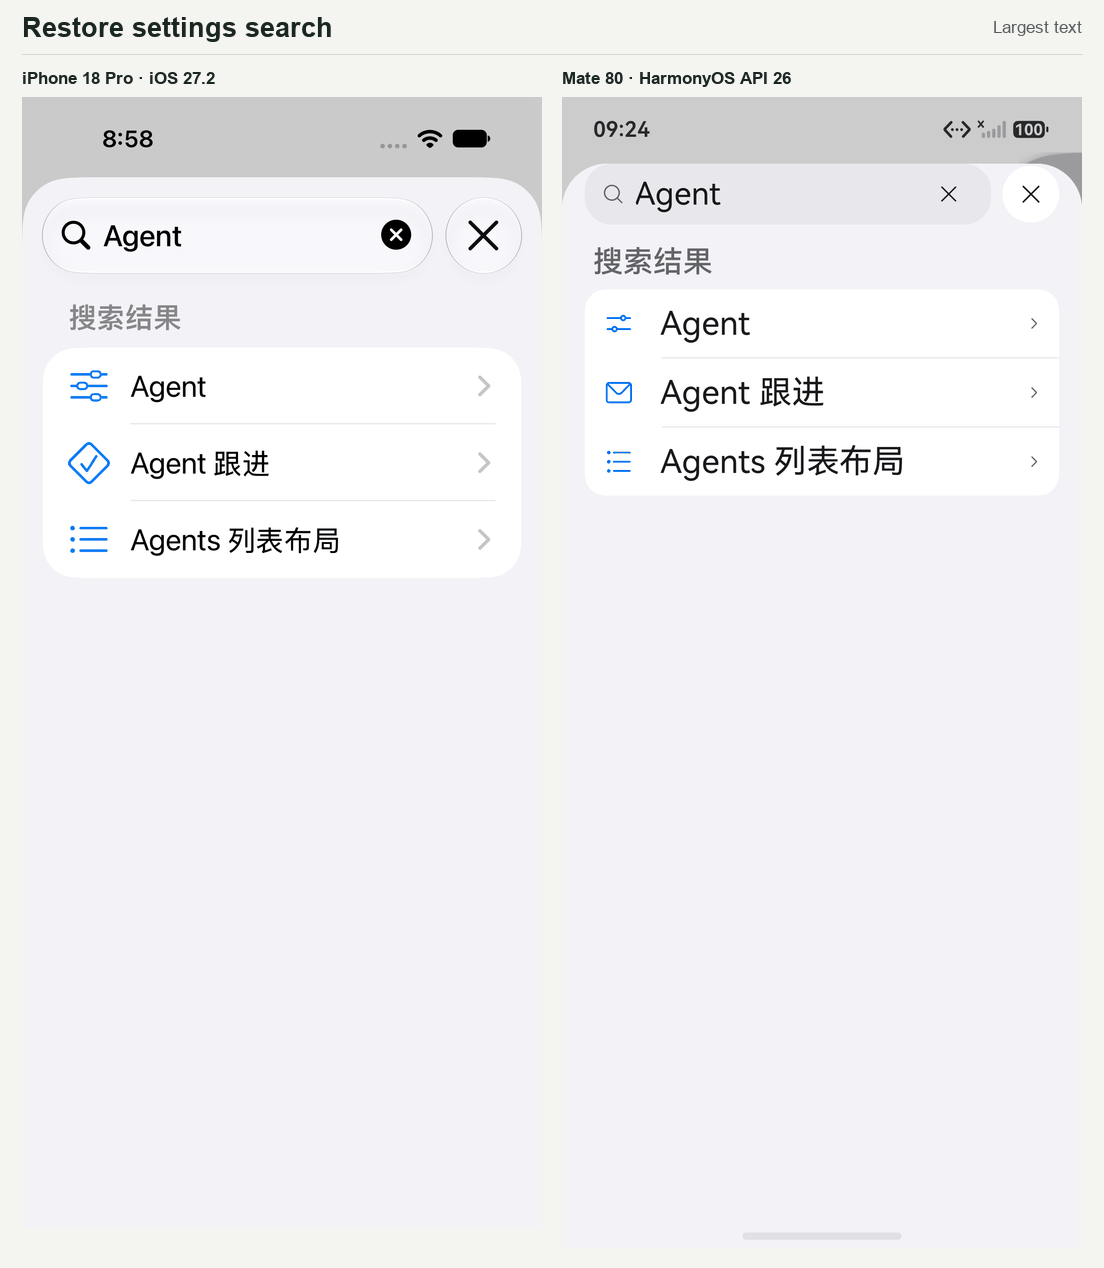 Restore settings search
Largest text
iPhone 18 Pro · iOS 27.2
8:58
Agent
搜索结果
Agent
Agent 跟进
Agents 列表布局
Mate 80 · HarmonyOS API 26
09:24
100
Agent
搜索结果
Agent
Agent 跟进
Agents 列表布局